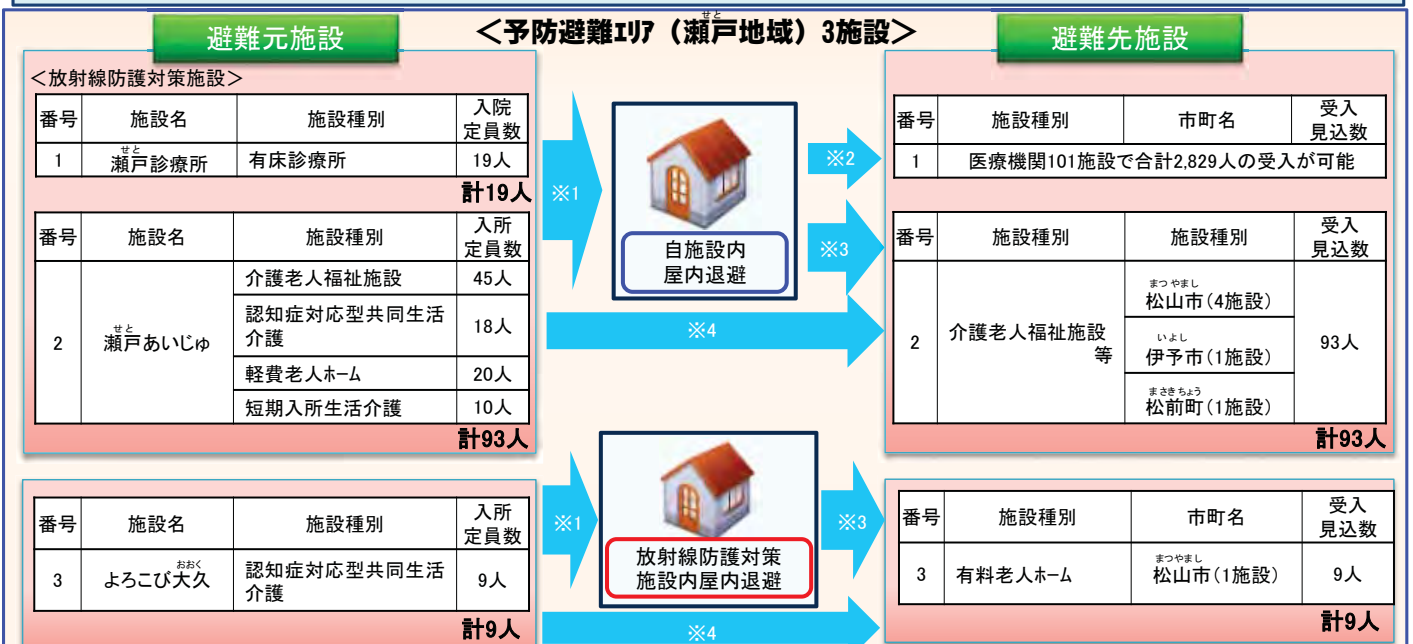 ＜予防避難ｴﾘｱ（瀬戸地域）3施設＞
せと
避難元施設
避難先施設
＜放射線防護対策施設＞
番号 施設名 施設種別 入院定員数
せと
1 瀬戸診療所 有床診療所 19人
計19人
番号 施設名 施設種別 入所定員数
せと
2 瀬戸あいじゅ 介護老人福祉施設 45人
認知症対応型共同生活介護 18人
軽費老人ﾎｰﾑ 20人
短期入所生活介護 10人
計93人
※1
自施設内
屋内退避
※2
※3
※4
番号 施設種別 市町名 受入見込数
1 医療機関101施設で合計2,829人の受入が可能
番号 施設種別 施設種別 受入見込数
2 介護老人福祉施設等 まつやまし
松山市(4施設) 93人
いよし
伊予市(1施設)
まさきちょう
松前町(1施設)
計93人
番号 施設名 施設種別 入所定員数
おおく
3 よろこび大久 認知症対応型共同生活介護 9人
計9人
※1
放射線防護対策
施設内屋内退避
※3
※4
番号 施設種別 市町名 受入見込数
まつやまし
3 有料老人ﾎｰﾑ 松山市(1施設) 9人
計9人